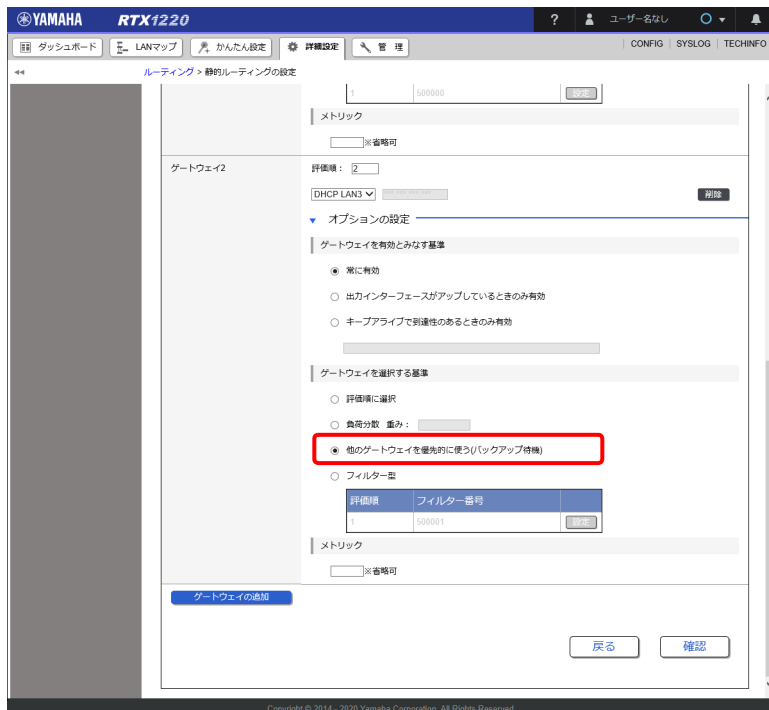 YAMAHA RTX1220 ? ユーザー名なし
ダッシュボード LANマップ かんたん設定 詳細設定 管 理 CONFIG SYSLOG TECHINFO
ルーティング > 静的ルーティングの設定
1 500000 設定
メトリック
※省略可
ゲートウェイ2 評価順： 2
DHCP LAN3 削除
オプションの設定
ゲートウェイを有効とみなす基準
常に有効
出力インターフェースがアップしているときのみ有効
キープアライブで到達性のあるときのみ有効
ゲートウェイを選択する基準
評価順に選択
負荷分散 重み：
他のゲートウェイを優先的に使う(バックアップ待機)
フィルター型
評価順 フィルター番号
1 500001 設定
メトリック
※省略可
ゲートウェイの追加
戻る 確認
Copyright © 2014 - 2020 Yamaha Corporation. All Rights Reserved.